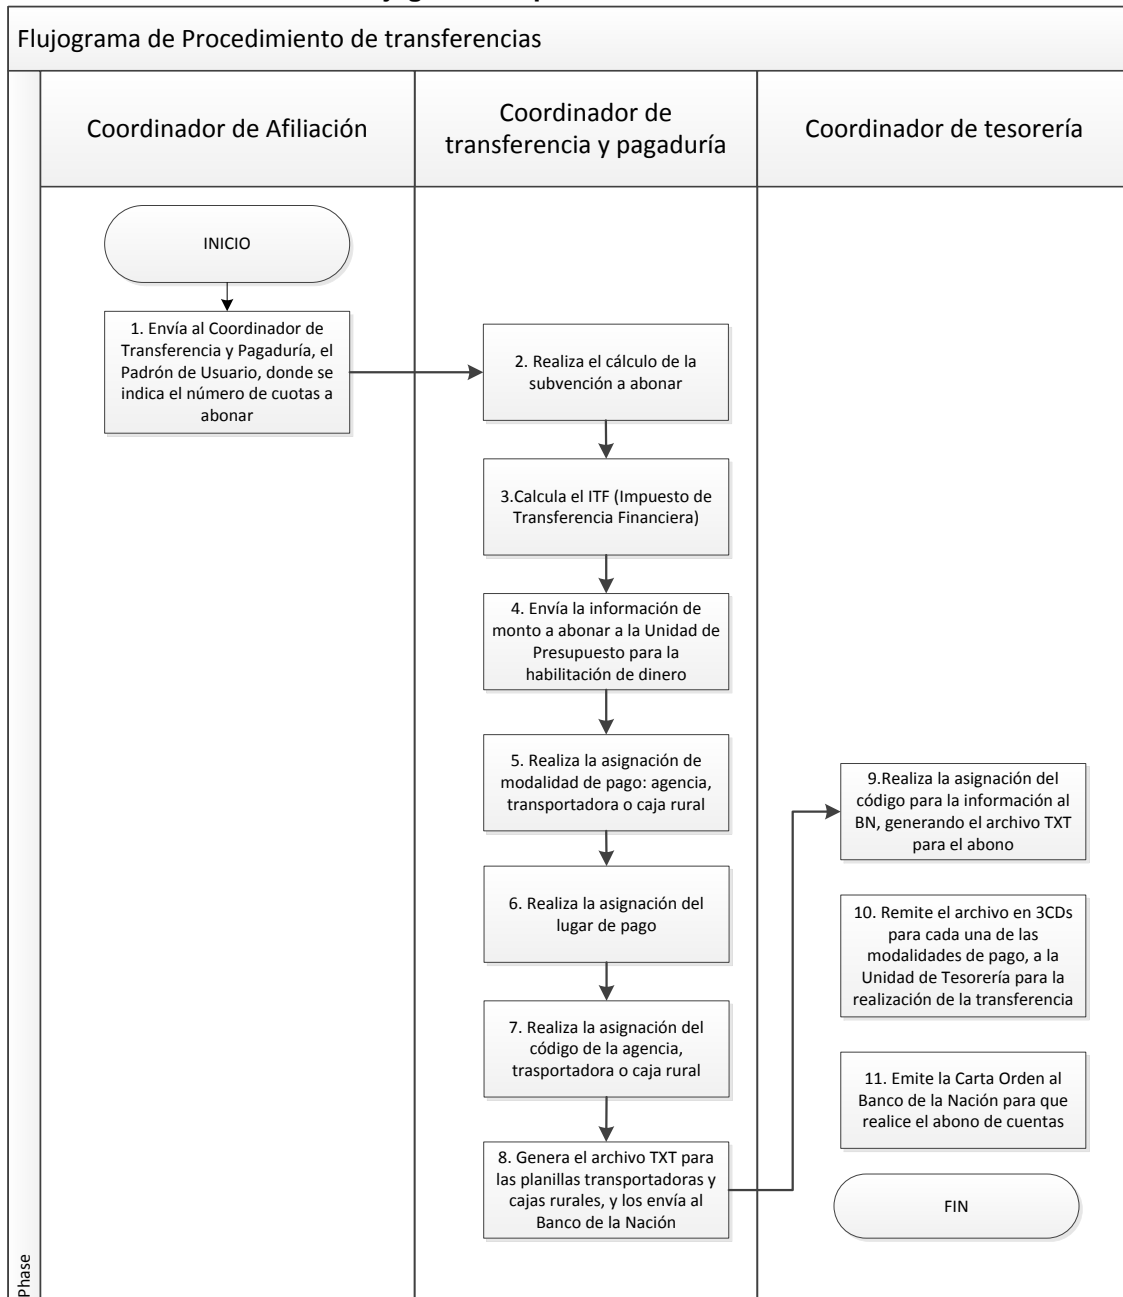 Flujograma de Procedimiento de transferencias
Coordinador de Afiliación
Coordinador de
transferencia y pagaduría
Coordinador de tesorería
INICIO
1. Envía al Coordinador de
Transferencia y Pagaduría, el
Padrón de Usuario, donde se
indica el número de cuotas a
abonar
2. Realiza el cálculo de la
subvención a abonar
3.Calcula el ITF (Impuesto de
Transferencia Financiera)
4. Envía la información de
monto a abonar a la Unidad de
Presupuesto para la
habilitación de dinero
5. Realiza la asignación de
modalidad de pago: agencia,
transportadora o caja rural
6. Realiza la asignación del
lugar de pago
7. Realiza la asignación del
código de la agencia,
trasportadora o caja rural
8. Genera el archivo TXT para
las planillas transportadoras y
cajas rurales, y los envía al
Banco de la Nación
9.Realiza la asignación del
código para la información al
BN, generando el archivo TXT
para el abono
10. Remite el archivo en 3CDs
para cada una de las
modalidades de pago, a la
Unidad de Tesorería para la
realización de la transferencia
11. Emite la Carta Orden al
Banco de la Nación para que
realice el abono de cuentas
FIN
Phase